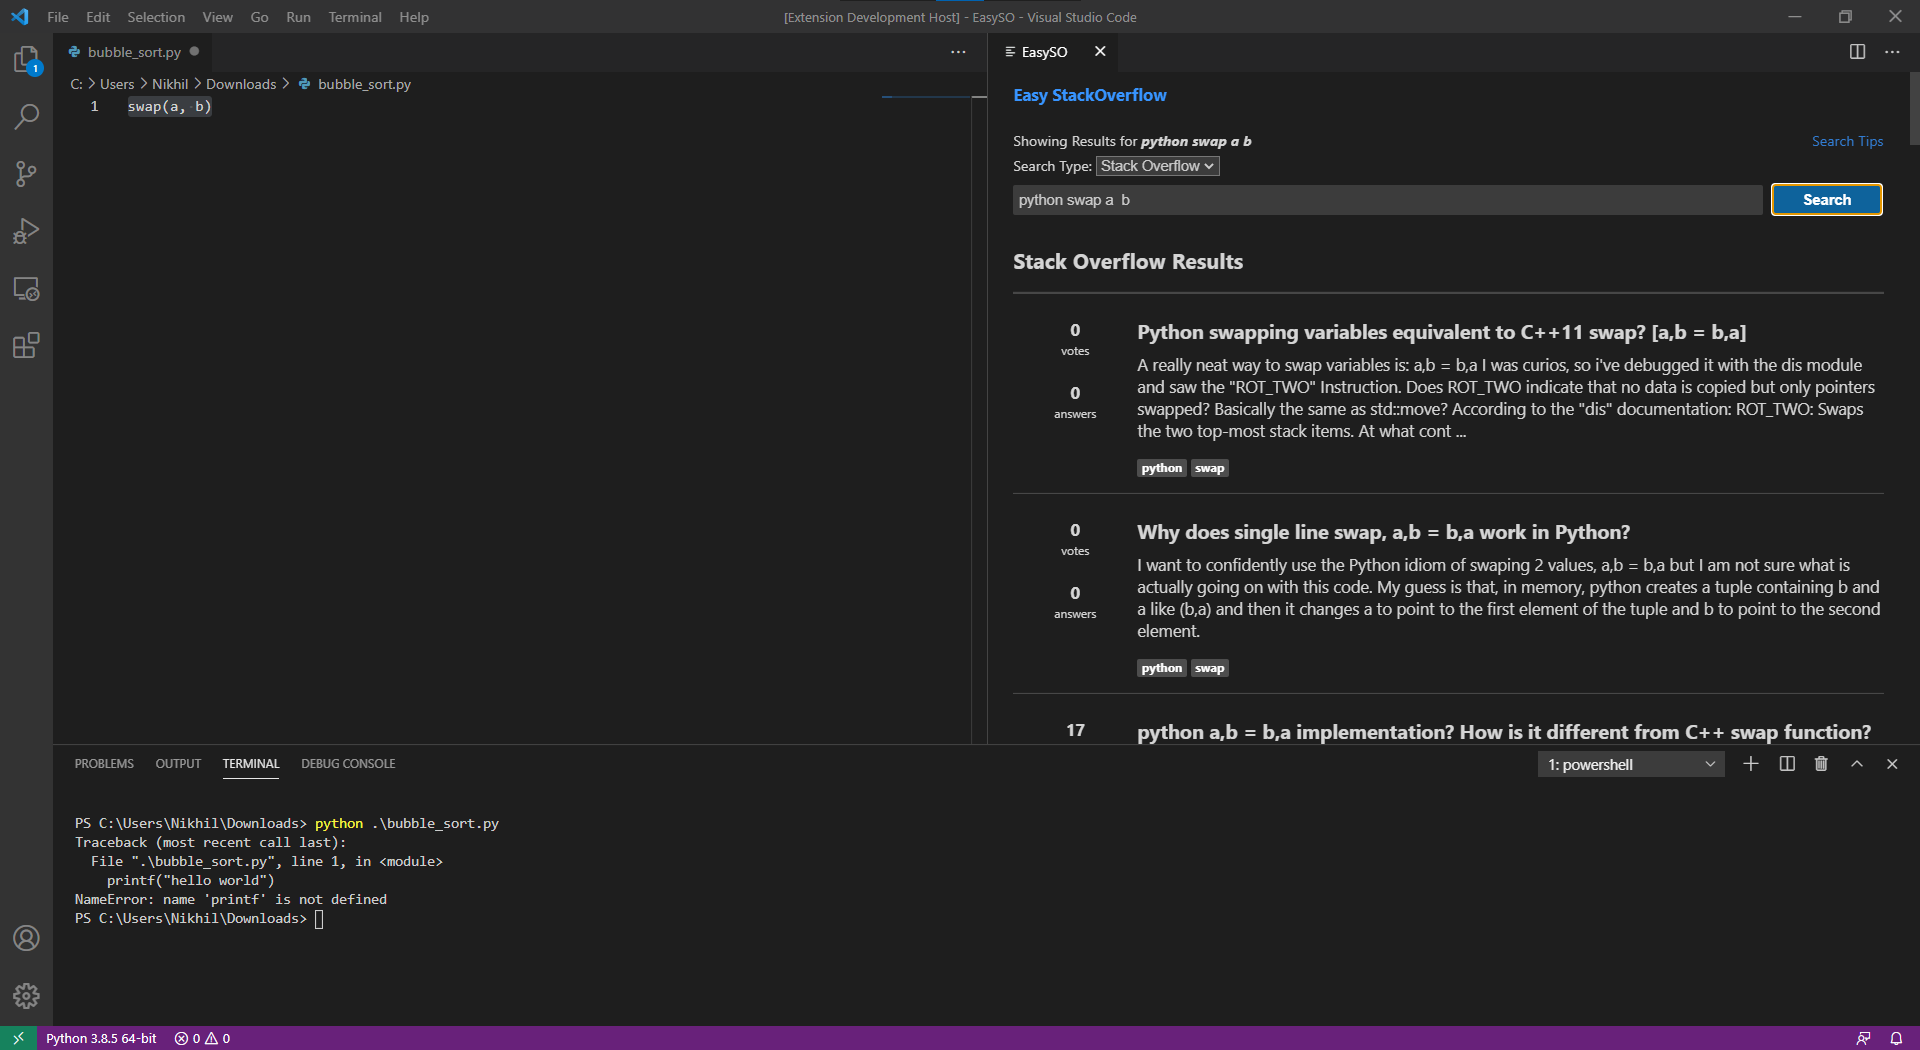 File Edit Selection View Go Run Terminal Help
[Extension Development Host] - EasySO - Visual Studio Code
1
bubble_sort.py
C: > Users > Nikhil > Downloads > bubble_sort.py
1 swap(a, b)
EasySO
Easy StackOverflow
Showing Results for python swap a b
Search Tips
Search Type: Stack Overflow
python swap a  b
Search
Stack Overflow Results
0
votes
0
answers
Python swapping variables equivalent to C++11 swap? [a,b = b,a]
A really neat way to swap variables is: a,b = b,a I was curios, so i've debugged it with the dis module
and saw the "ROT_TWO" Instruction. Does ROT_TWO indicate that no data is copied but only pointers
swapped? Basically the same as std::move? According to the "dis" documentation: ROT_TWO: Swaps
the two top-most stack items. At what cont ...
python swap
0
votes
0
answers
Why does single line swap, a,b = b,a work in Python?
I want to confidently use the Python idiom of swaping 2 values, a,b = b,a but I am not sure what is
actually going on with this code. My guess is that, in memory, python creates a tuple containing b and
a like (b,a) and then it changes a to point to the first element of the tuple and b to point to the second
element.
python swap
17
python a,b = b,a implementation? How is it different from C++ swap function?
PROBLEMS OUTPUT TERMINAL DEBUG CONSOLE
1: powershell
PS C:\Users\Nikhil\Downloads> python .\bubble_sort.py
Traceback (most recent call last):
  File ".\bubble_sort.py", line 1, in <module>
    printf("hello world")
NameError: name 'printf' is not defined
PS C:\Users\Nikhil\Downloads>
Python 3.8.5 64-bit 0 0